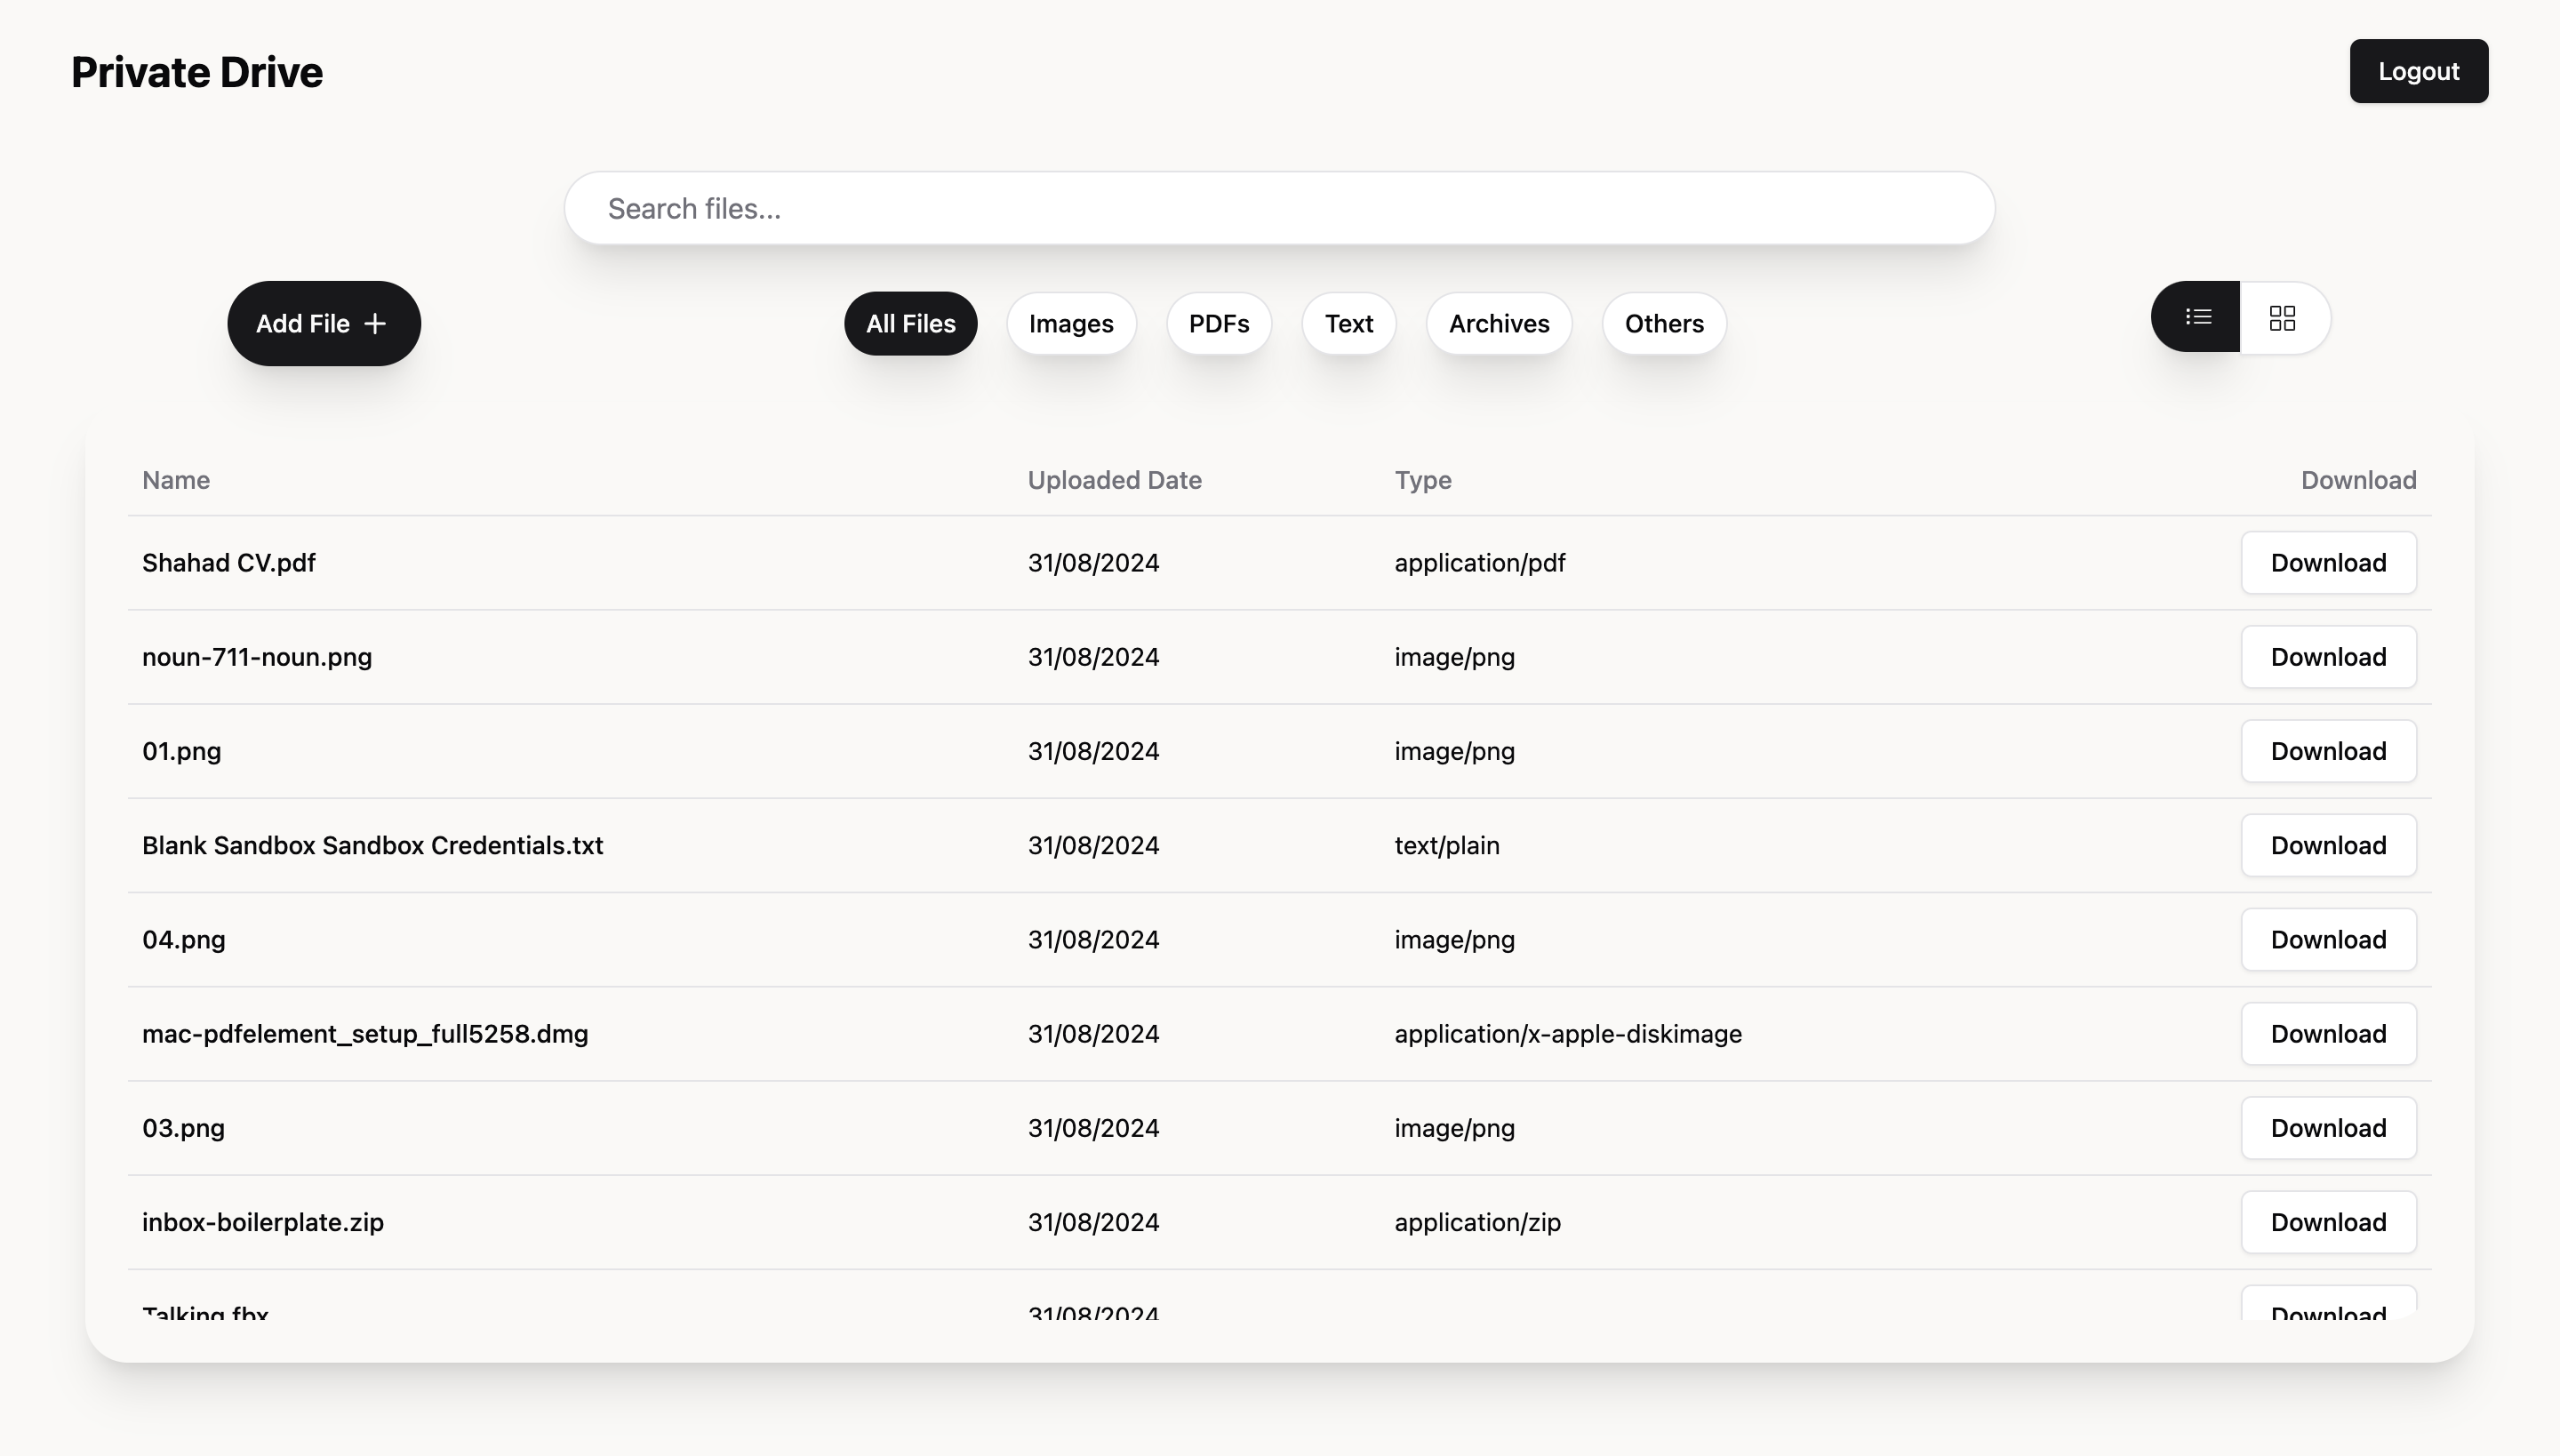 Private Drive
Logout
Search files...
Add File +
All Files Images PDFs Text Archives Others
Name Uploaded Date Type Download
Shahad CV.pdf 31/08/2024 application/pdf Download
noun-711-noun.png 31/08/2024 image/png Download
01.png 31/08/2024 image/png Download
Blank Sandbox Sandbox Credentials.txt 31/08/2024 text/plain Download
04.png 31/08/2024 image/png Download
mac-pdfelement_setup_full5258.dmg 31/08/2024 application/x-apple-diskimage Download
03.png 31/08/2024 image/png Download
inbox-boilerplate.zip 31/08/2024 application/zip Download
Talking.fbx 31/08/2024 Download